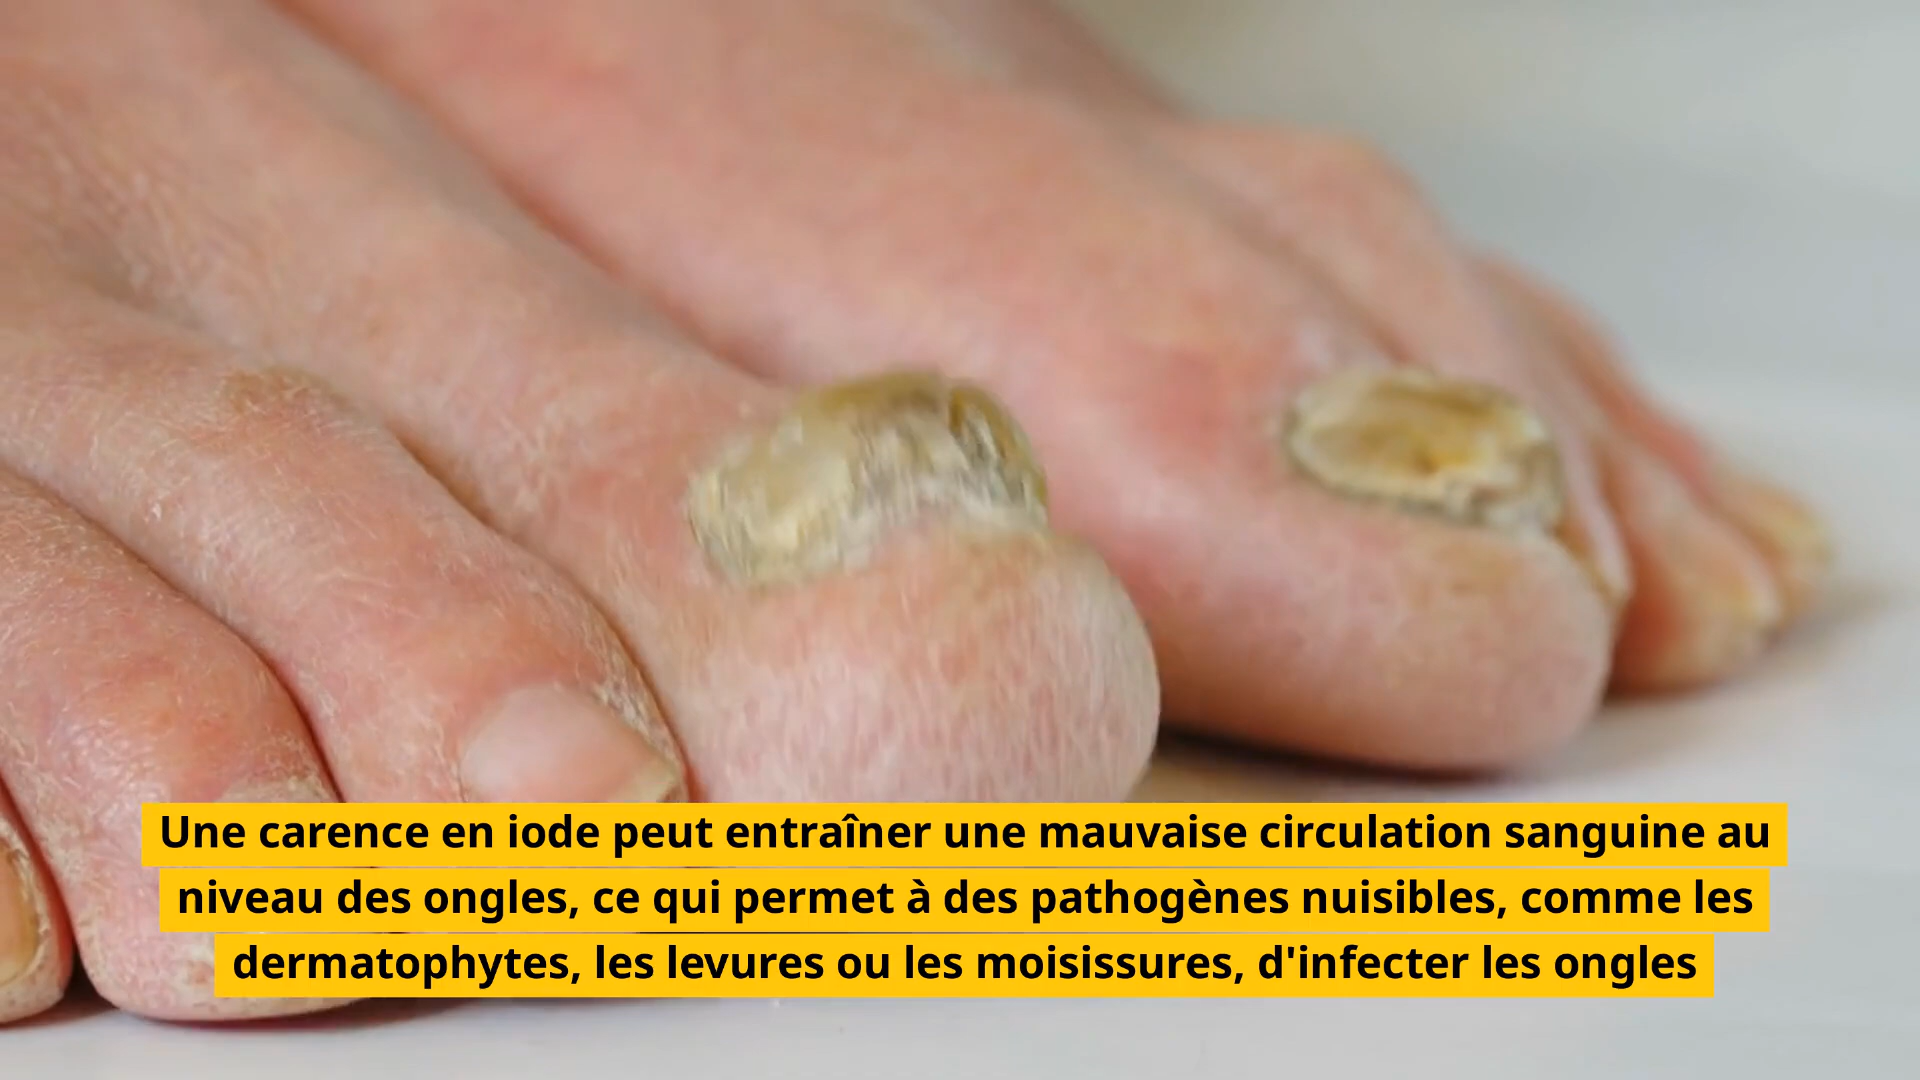 Une carence en iode peut entraîner une mauvaise circulation sanguine au
niveau des ongles, ce qui permet à des pathogènes nuisibles, comme les
dermatophytes, les levures ou les moisissures, d'infecter les ongles